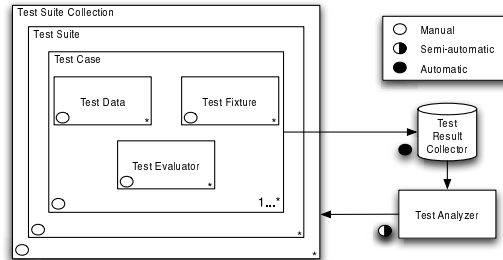 Test Suite Collection
Test Suite
Test Case
Test Data
*
Test Fixture
*
Test Evaluator
*
1...*
*
*
Manual
Semi-automatic
Automatic
Test
Result
Collector
Test Analyzer